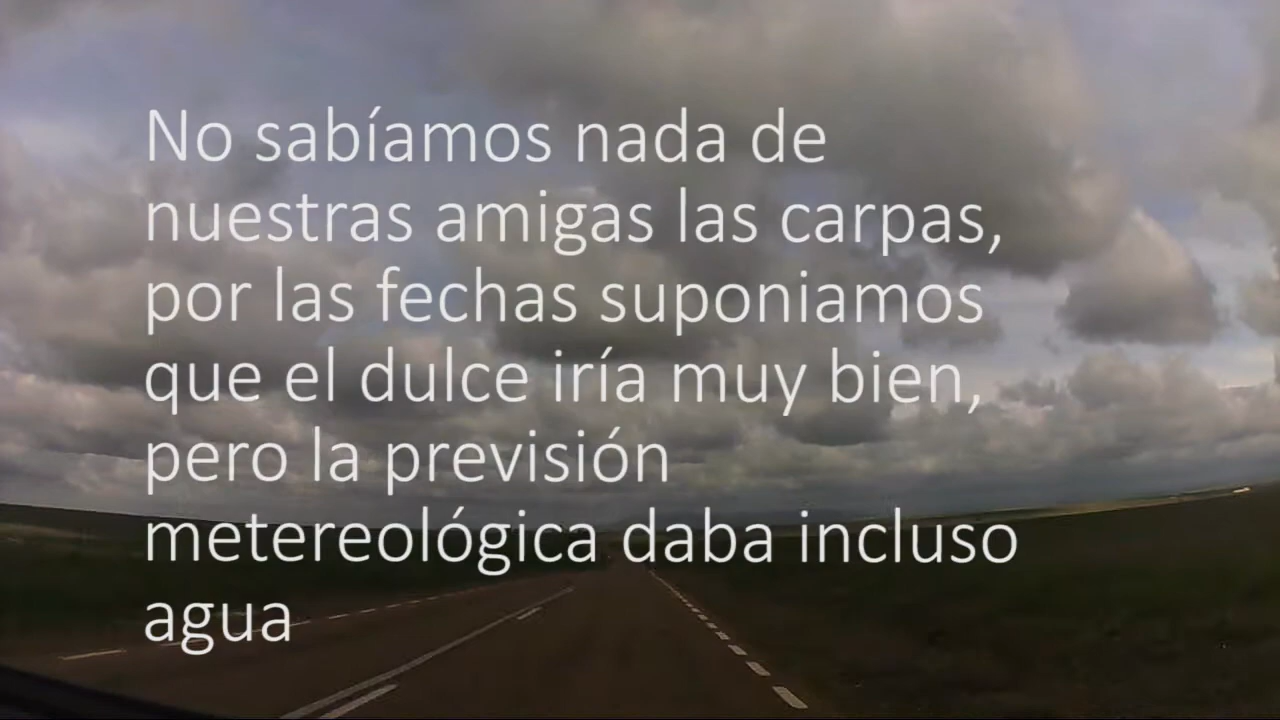 No sabíamos nada de
nuestras amigas las carpas,
por las fechas suponiamos
que el dulce iría muy bien,
pero la previsión
metereológica daba incluso
agua